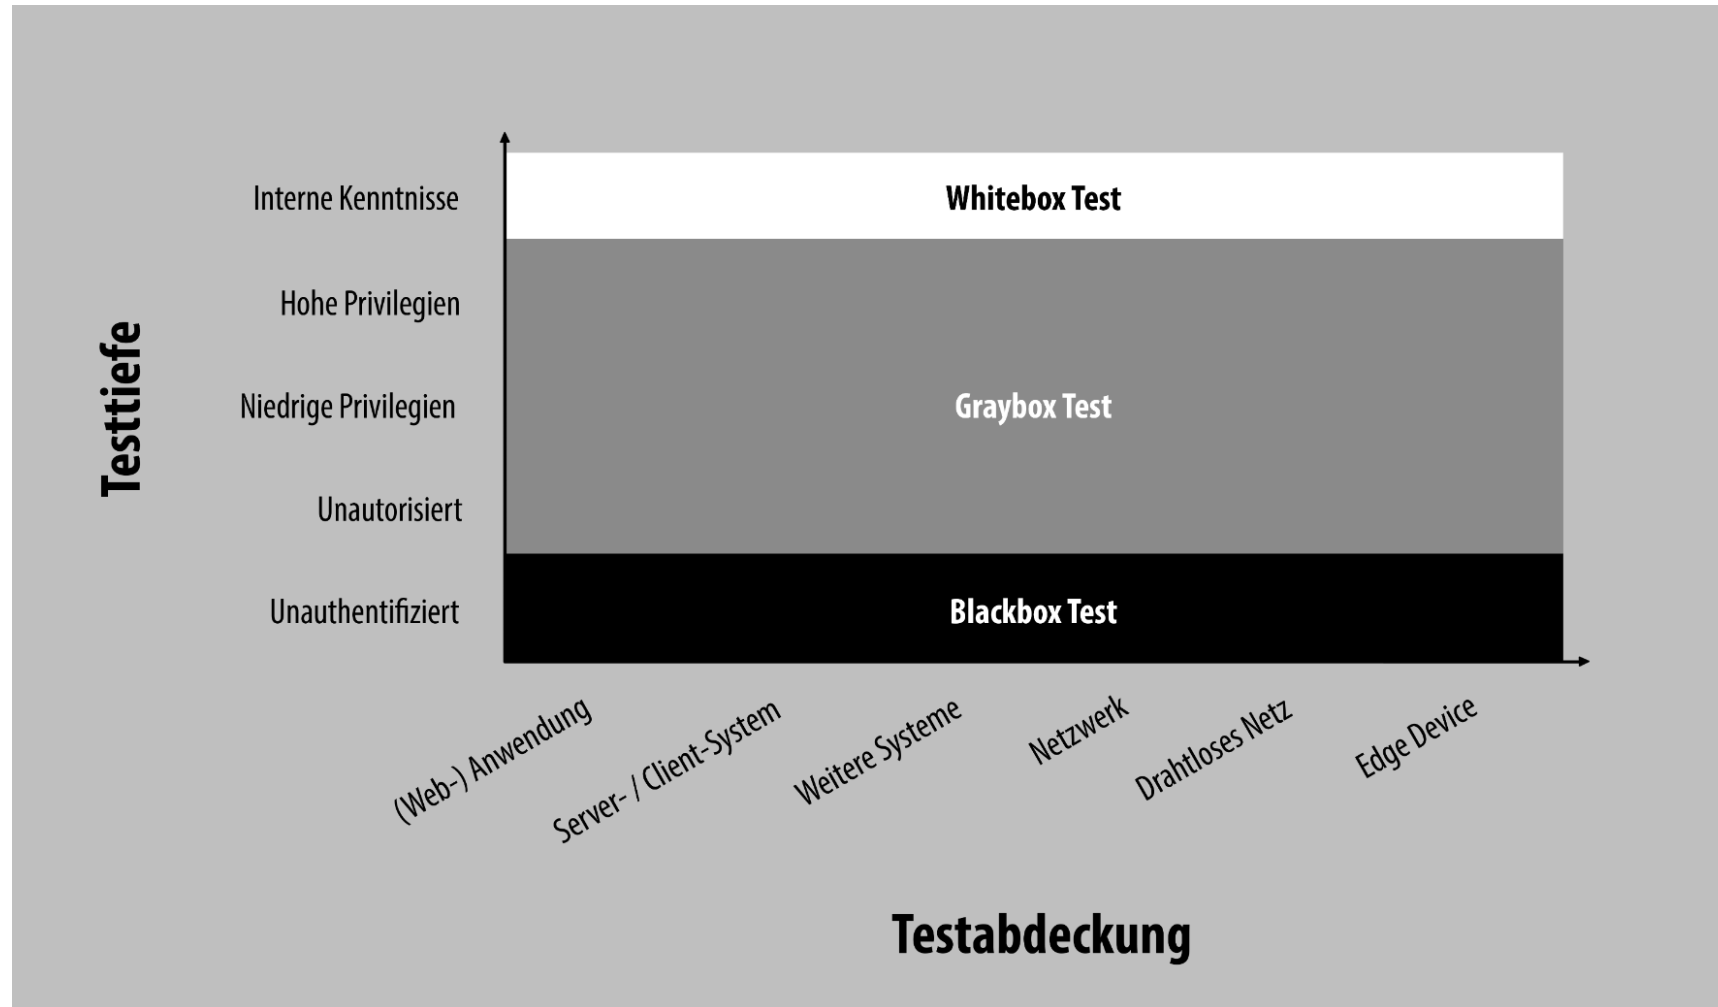 Interne Kenntnisse
Whitebox Test
Hohe Privilegien
Testtiefe
Niedrige Privilegien
Graybox Test
Unautorisiert
Unauthentifiziert
Blackbox Test
(Web-) Anwendung
Server- / Client-System
Weitere Systeme
Netzwerk
Drahtloses Netz
Edge Device
Testabdeckung